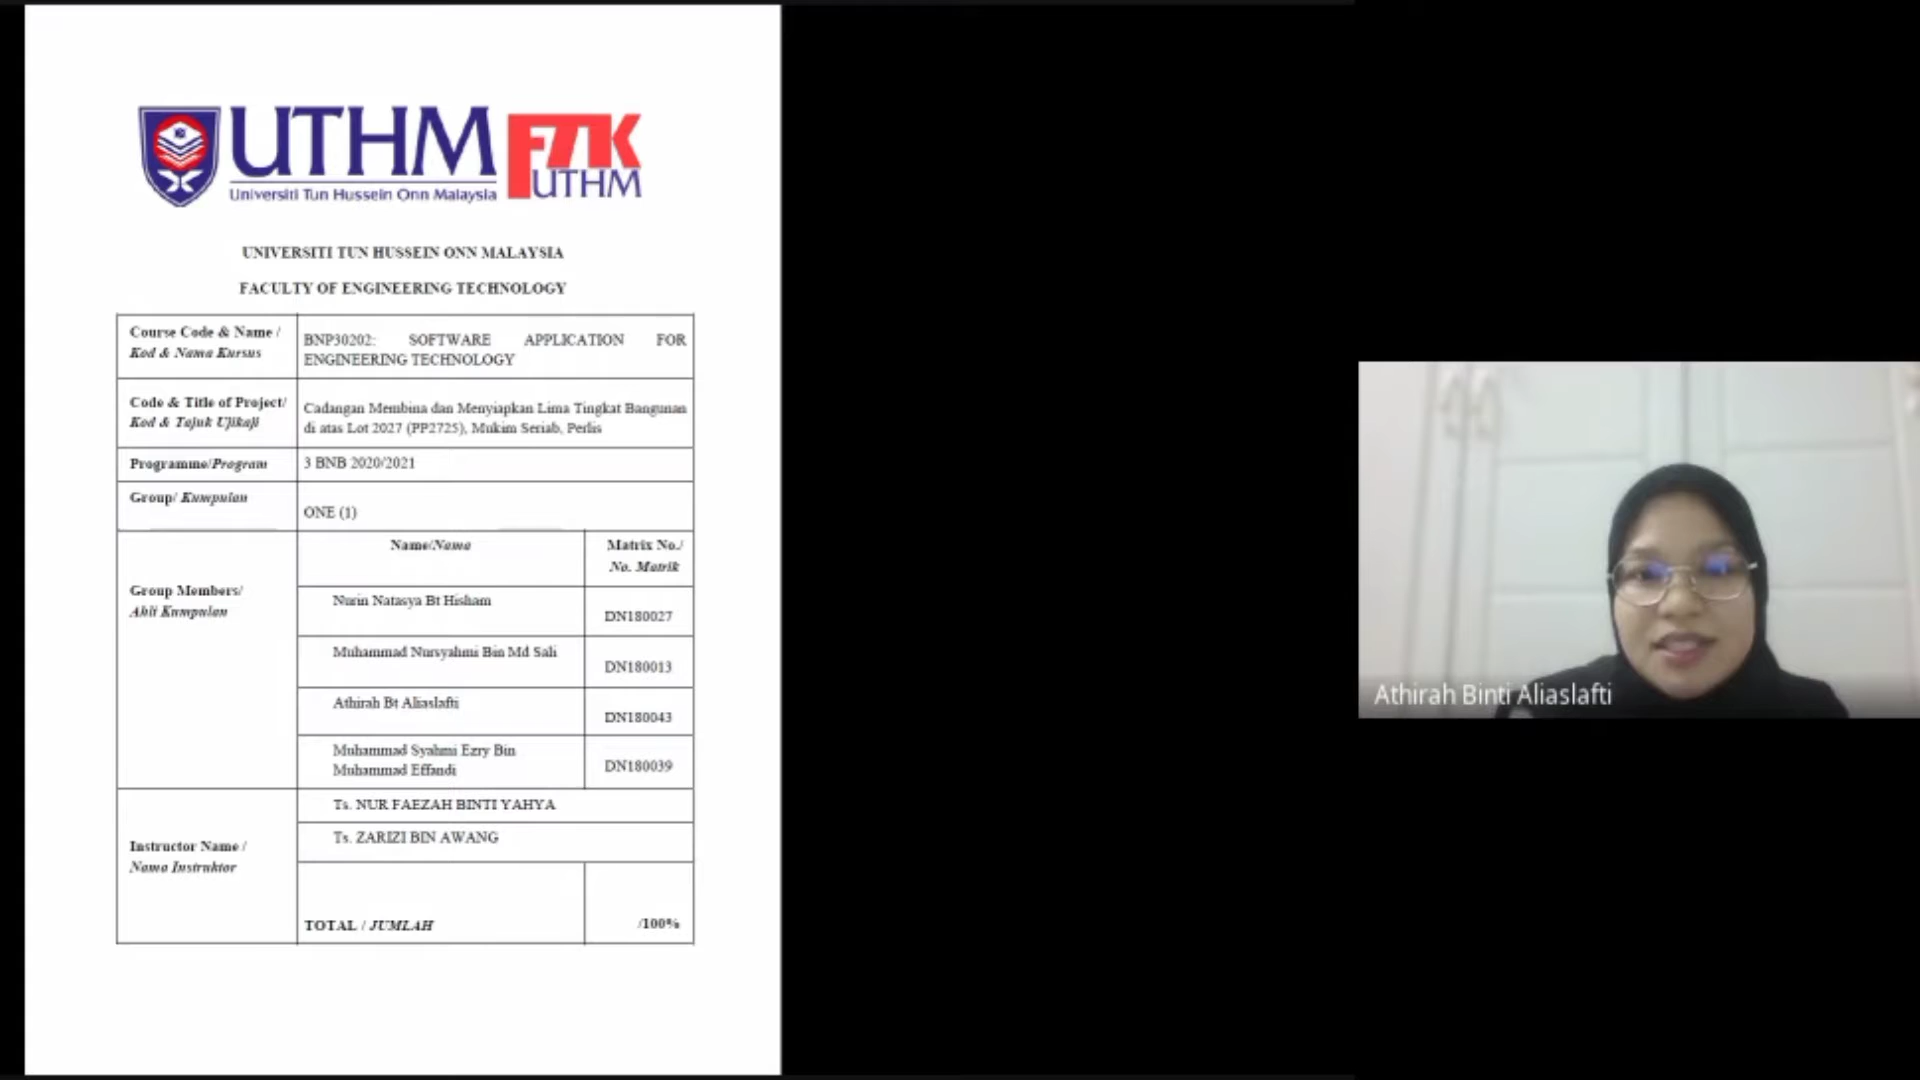 UTHM
Universiti Tun Hussein Onn Malaysia
FTK
UTHM
UNIVERSITI TUN HUSSEIN ONN MALAYSIA
FACULTY OF ENGINEERING TECHNOLOGY
Course Code & Name /
Kod & Nama Kursus
BNP30202: SOFTWARE APPLICATION FOR
ENGINEERING TECHNOLOGY
Code & Title of Project/
Kod & Tajuk Ujikaji
Cadangan Membina dan Menyiapkan Lima Tingkat Bangunan
di atas Lot 2027 (PP2725), Mukim Seriab, Perlis
Programme/Program
3 BNB 2020/2021
Group/ Kumpulan
ONE (1)
Group Members/
Ahli Kumpulan
Name/Nama
Matrix No./
No. Matrik
Nurin Natasya Bt Hisham
DN180027
Muhammad Nursyahmi Bin Md Sali
DN180013
Athirah Bt Aliaslafti
DN180043
Muhammad Syahmi Ezry Bin
Muhammad Effandi
DN180039
Instructor Name /
Nama Instruktor
Ts. NUR FAEZAH BINTI YAHYA
Ts. ZARIZI BIN AWANG
TOTAL / JUMLAH
/100%
Athirah Binti Aliaslafti